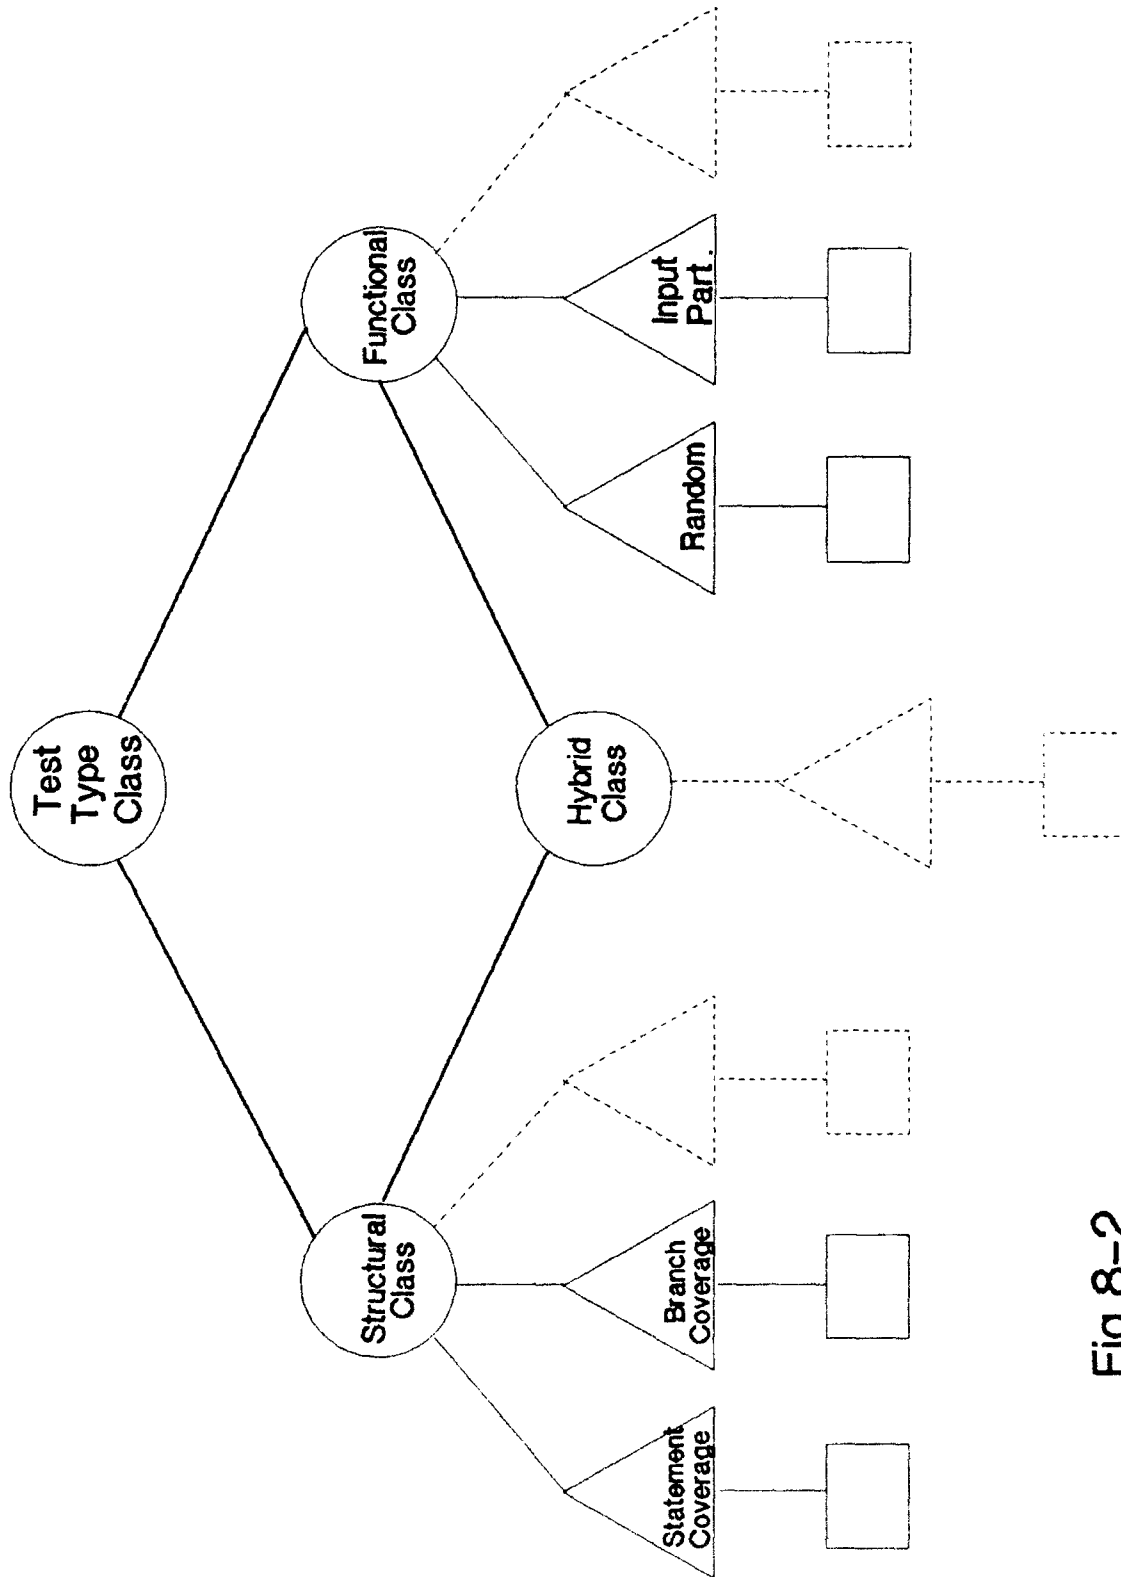 Test
Type
Class
Structural
Class
Functional
Class
Hybrid
Class
Statement
Coverage
Branch
Coverage
Random
Input
Part.
Fig 8-2